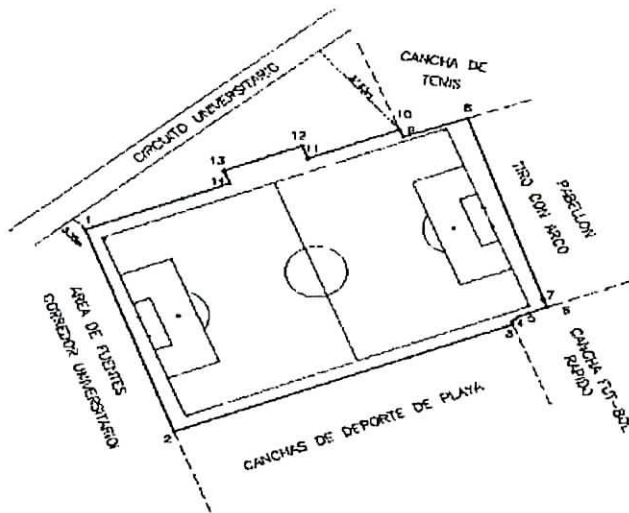 CIRCUITO UNIVERSITARIO
CANCHA DE
TENIS
10
8
9
12
11
13
14
1
PABELLON
TIRO CON ARCO
AREA DE FUENTES
CORREDOR UNIVERSITARIO
7
6
5
4
3
CANCHA FUT-BOL
RAPIDO
CANCHAS DE DEPORTE DE PLAYA
2